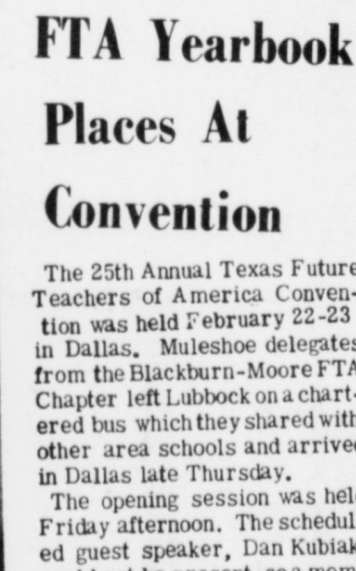 FTA Yearbook
Places At
Convention
The 25th Annual Texas Future
Teachers of America Conven-
tion was held February 22-23
in Dallas. Muleshoe delegates
from the Blackburn-Moore FTA
Chapter left Lubbock on a chart-
ered bus which they shared with
other area schools and arrived
in Dallas late Thursday.
The opening session was held
Friday afternoon. The schedul-
ed guest speaker, Dan Kubiak